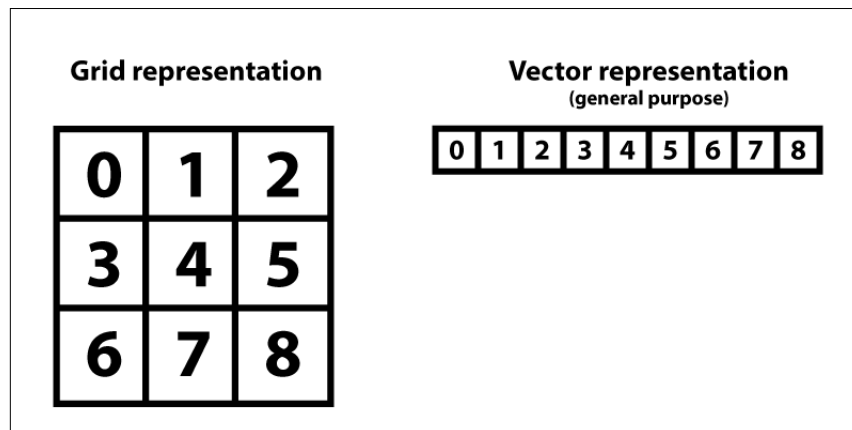 Grid representation
Vector representation
(general purpose)
0 1 2
3 4 5
6 7 8
0 1 2 3 4 5 6 7 8